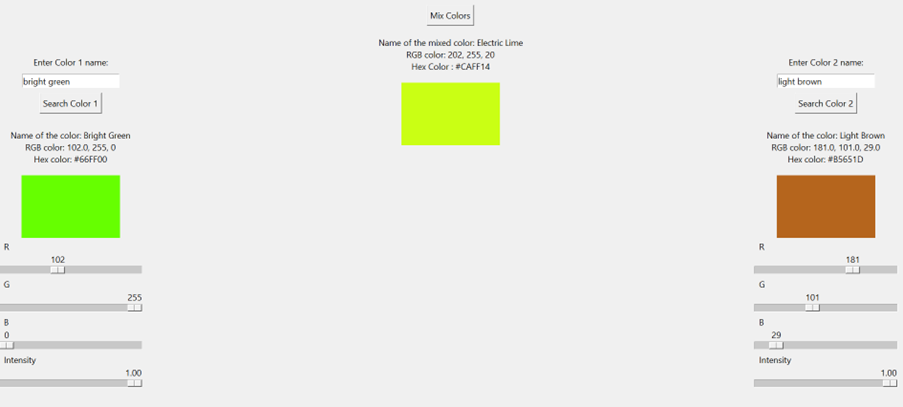 Mix Colors
Name of the mixed color: Electric Lime
RGB color: 202, 255, 20
Hex Color : #CAFF14
Enter Color 1 name:
bright green
Search Color 1
Name of the color: Bright Green
RGB color: 102.0, 255, 0
Hex color: #66FF00
R
102
G
255
B
0
Intensity
1.00
Enter Color 2 name:
light brown
Search Color 2
Name of the color: Light Brown
RGB color: 181.0, 101.0, 29.0
Hex color: #B5651D
R
181
G
101
B
29
Intensity
1.00